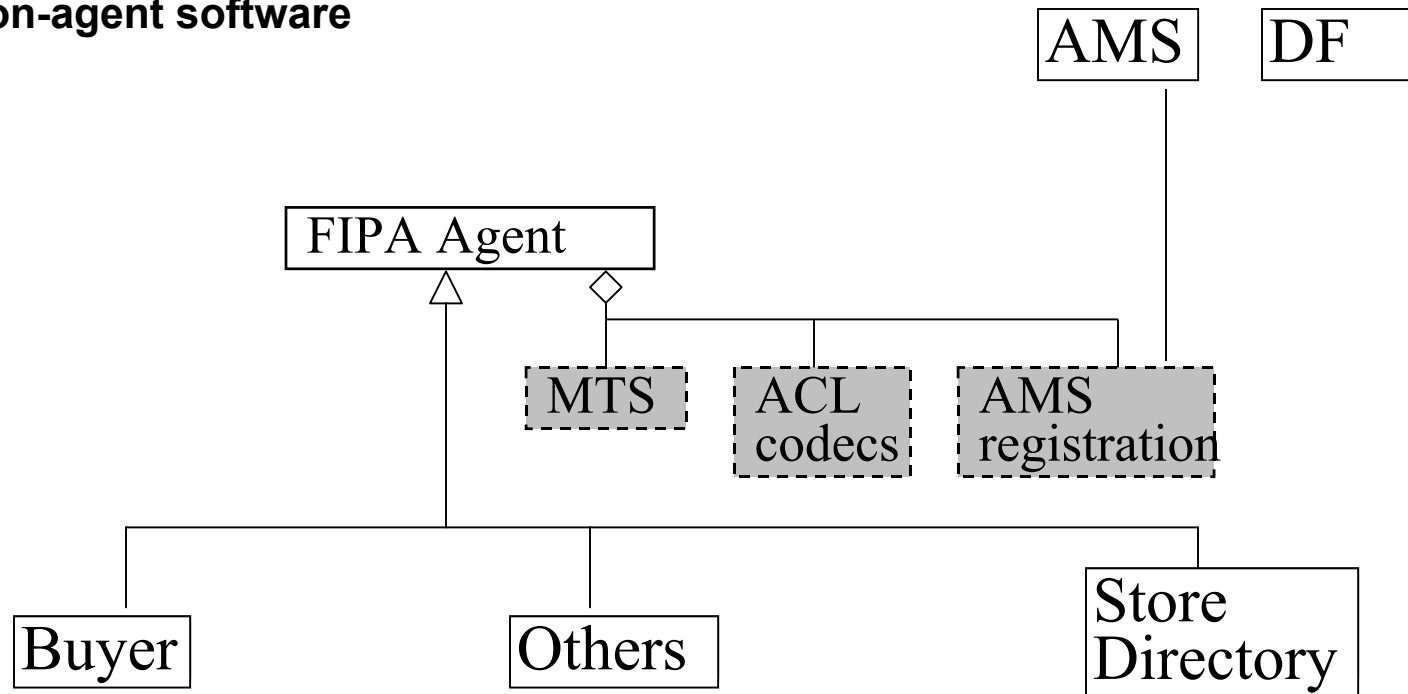 on-agent software
AMS
DF
FIPA Agent
MTS
ACL
codecs
AMS
registration
Buyer
Others
Store
Directory